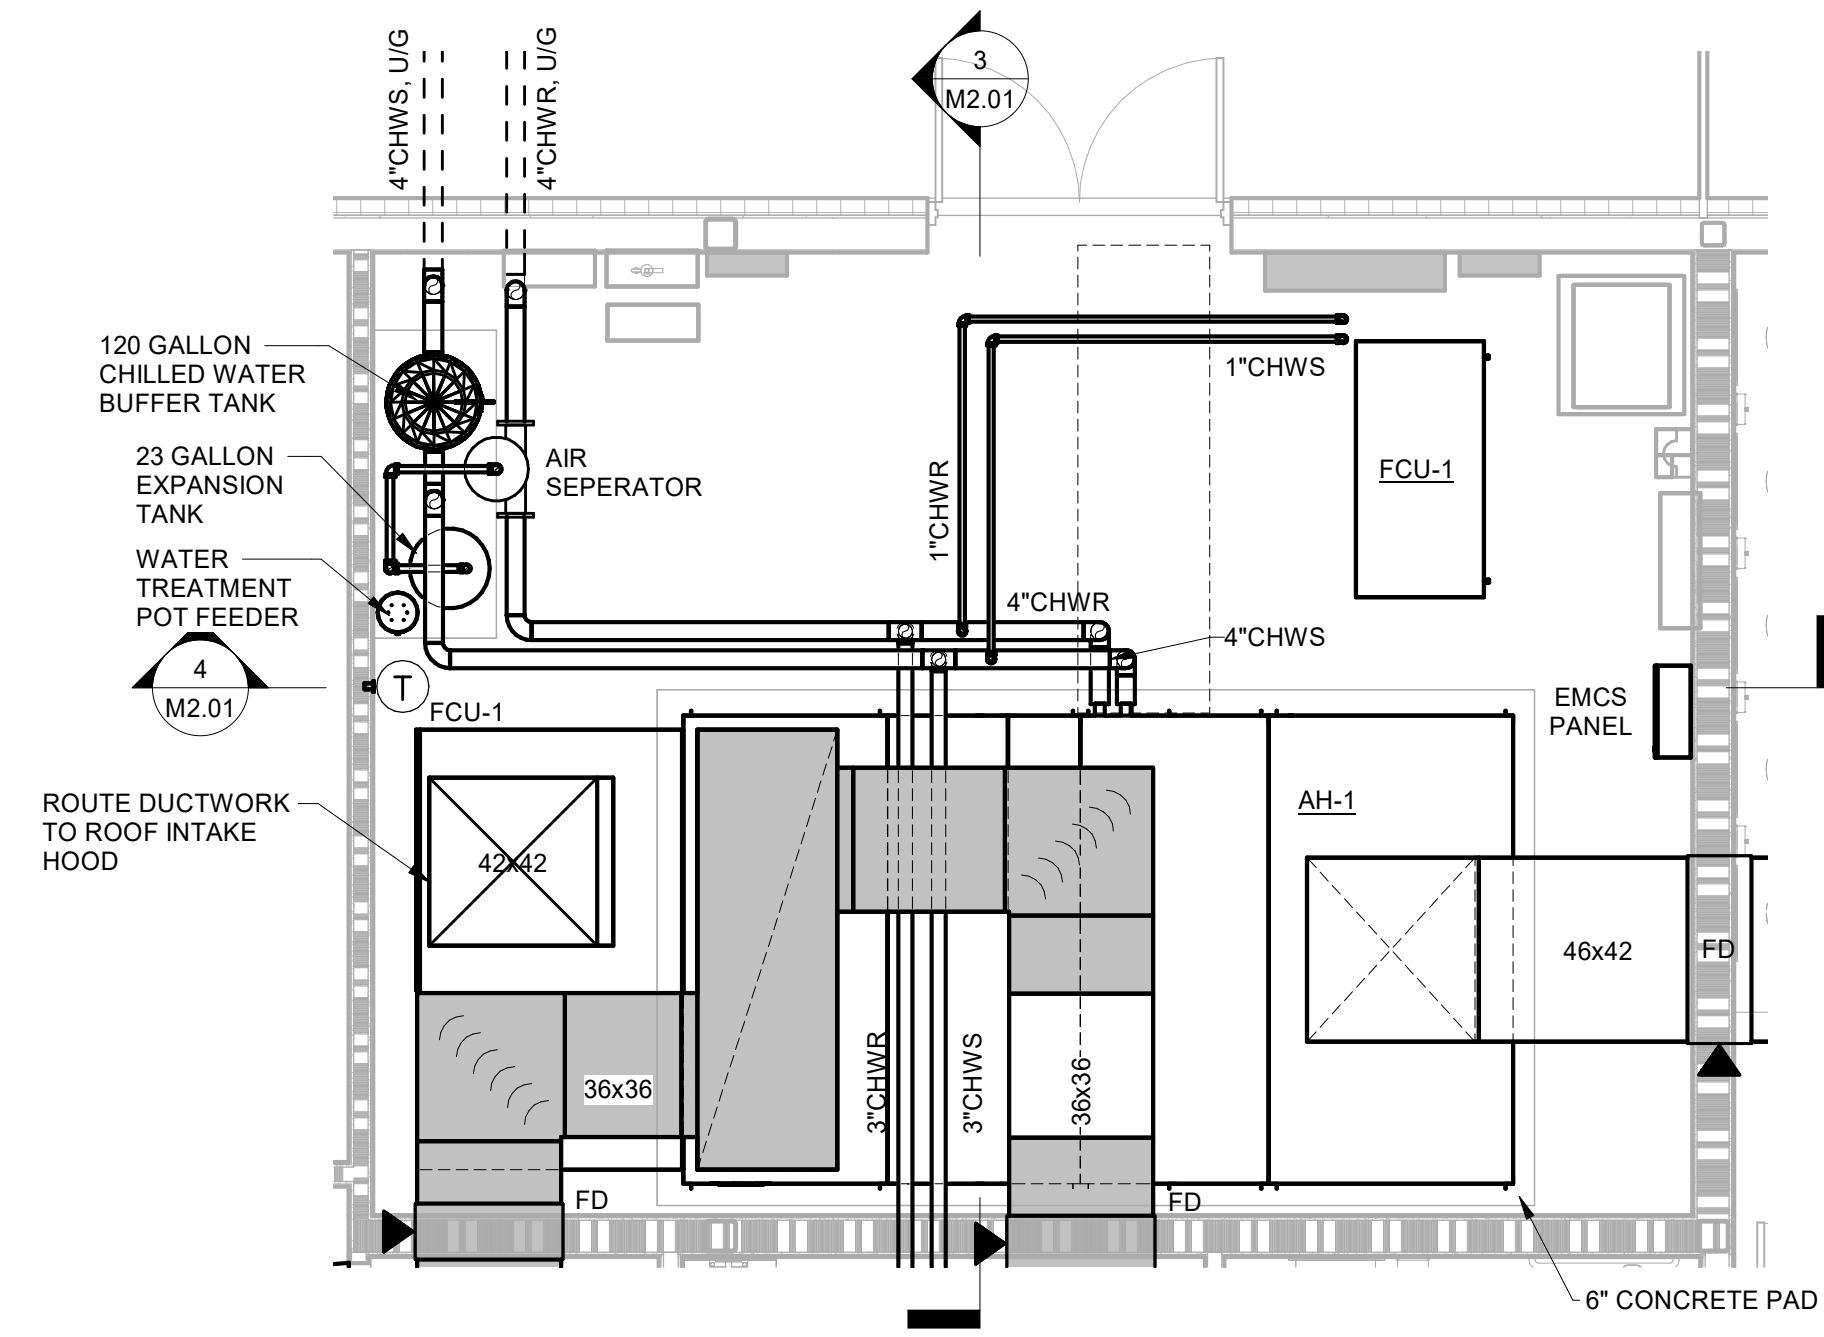 4"CHWS, U/G
4"CHWR, U/G
3
M2.01
120 GALLON
CHILLED WATER
BUFFER TANK
23 GALLON
EXPANSION
TANK
AIR
SEPERATOR
WATER
TREATMENT
POT FEEDER
1"CHWS
FCU-1
1"CHWR
4"CHWR
4"CHWS
4
M2.01
T
FCU-1
EMCS
PANEL
ROUTE DUCTWORK
TO ROOF INTAKE
HOOD
42x42
AH-1
46x42
FD
36x36
3"CHWR
3"CHWS
36x36
FD
FD
6" CONCRETE PAD